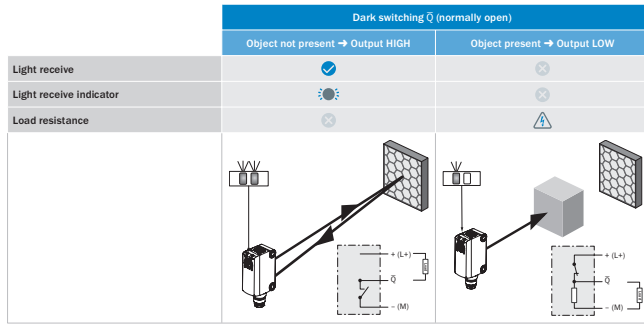 Dark switching Q̅ (normally open)
Object not present ➔ Output HIGH
Object present ➔ Output LOW
Light receive
Light receive indicator
Load resistance
+ (L+)
Q̅
– (M)
+ (L+)
Q̅
– (M)